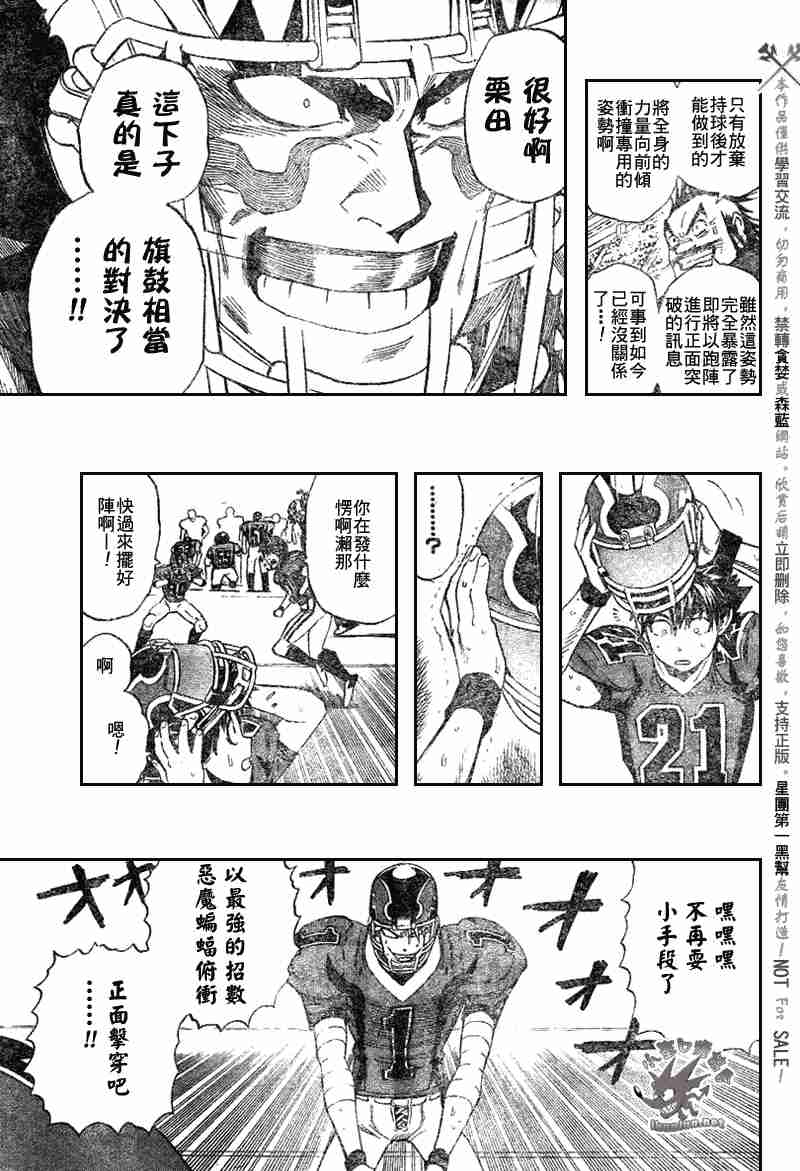 只有放棄
持球後才
能做到的
將全身的
力量向前傾
衝撞專用的
姿勢啊
雖然這姿勢
完全暴露了
即將以跑陣
進行正面突
破的訊息
可事到如今
已經沒關係
了…！
很好啊
栗田
這下子
真的是
旗鼓相當
的對決了
……!!
21
…?
你在發什麼
愣啊瀨那
快過來擺好
陣啊－！
啊
嗯！
嘿嘿嘿
不再耍
小手段了
以最強的招數
惡魔蝙蝠俯衝
正面擊穿吧
……!!
1
1
本作品僅供學習交流，切勿商用，禁轉貪婪或森藍網站。欣賞后請立即刪除，如您喜歡，支持正版。星團第一黑幫友情打造—NOT For SALE—